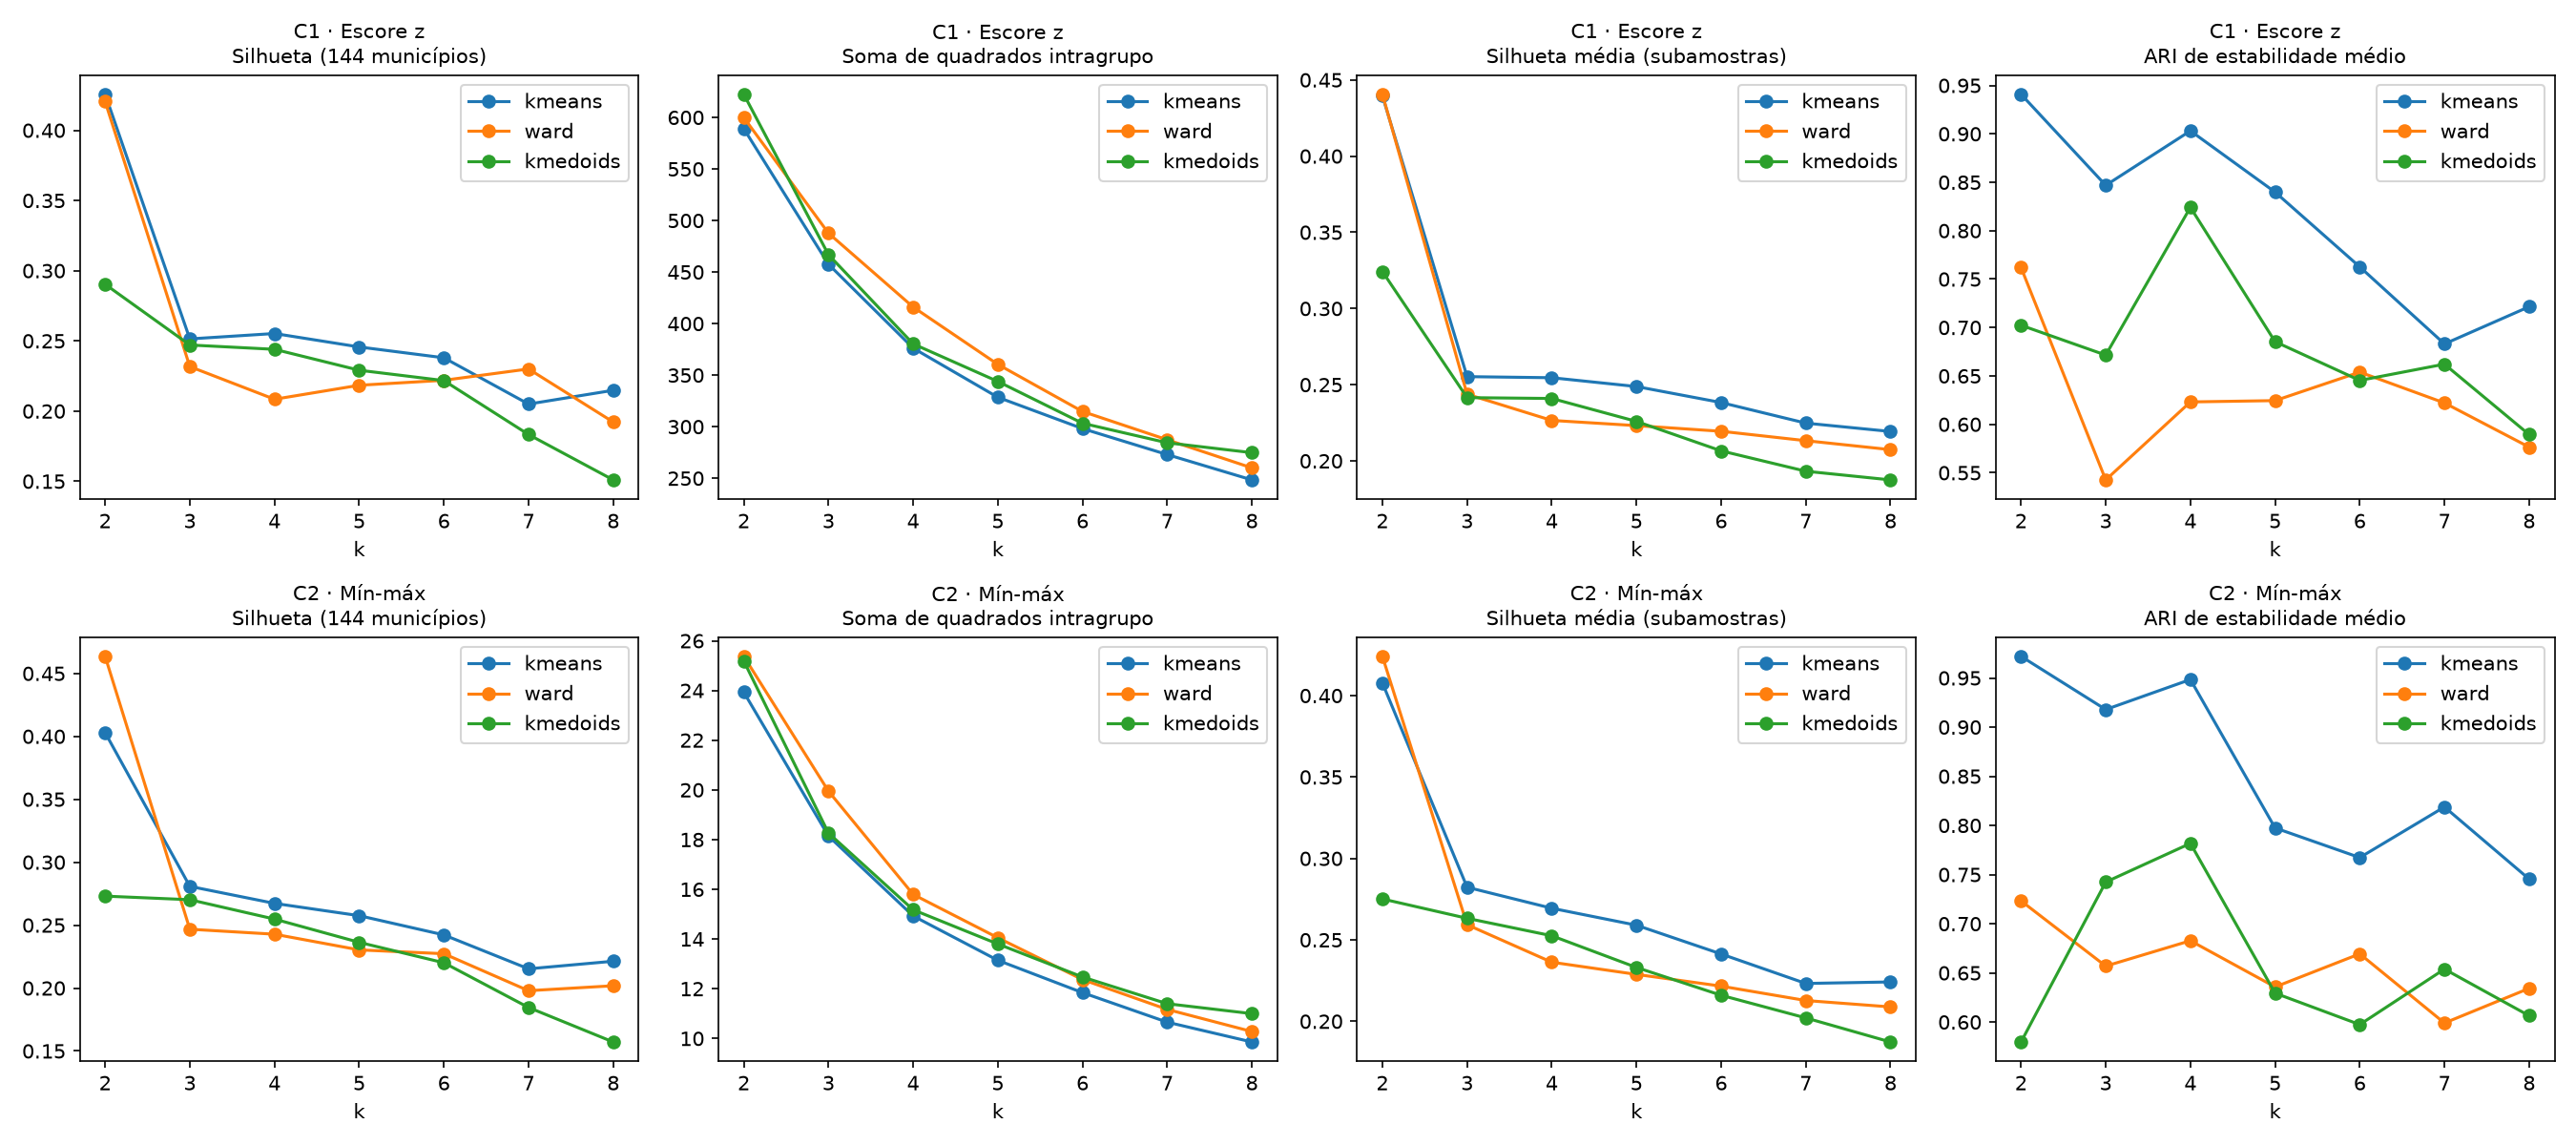 C1 · Escore z
Silhueta (144 municípios)
kmeans
ward
kmedoids
0.40
0.35
0.30
0.25
0.20
0.15
2 3 4 5 6 7 8
k
C1 · Escore z
Soma de quadrados intragrupo
kmeans
ward
kmedoids
600
550
500
450
400
350
300
250
2 3 4 5 6 7 8
k
C1 · Escore z
Silhueta média (subamostras)
kmeans
ward
kmedoids
0.45
0.40
0.35
0.30
0.25
0.20
2 3 4 5 6 7 8
k
C1 · Escore z
ARI de estabilidade médio
kmeans
ward
kmedoids
0.95
0.90
0.85
0.80
0.75
0.70
0.65
0.60
0.55
2 3 4 5 6 7 8
k
C2 · Mín-máx
Silhueta (144 municípios)
kmeans
ward
kmedoids
0.45
0.40
0.35
0.30
0.25
0.20
0.15
2 3 4 5 6 7 8
k
C2 · Mín-máx
Soma de quadrados intragrupo
kmeans
ward
kmedoids
26
24
22
20
18
16
14
12
10
2 3 4 5 6 7 8
k
C2 · Mín-máx
Silhueta média (subamostras)
kmeans
ward
kmedoids
0.40
0.35
0.30
0.25
0.20
2 3 4 5 6 7 8
k
C2 · Mín-máx
ARI de estabilidade médio
kmeans
ward
kmedoids
0.95
0.90
0.85
0.80
0.75
0.70
0.65
0.60
2 3 4 5 6 7 8
k